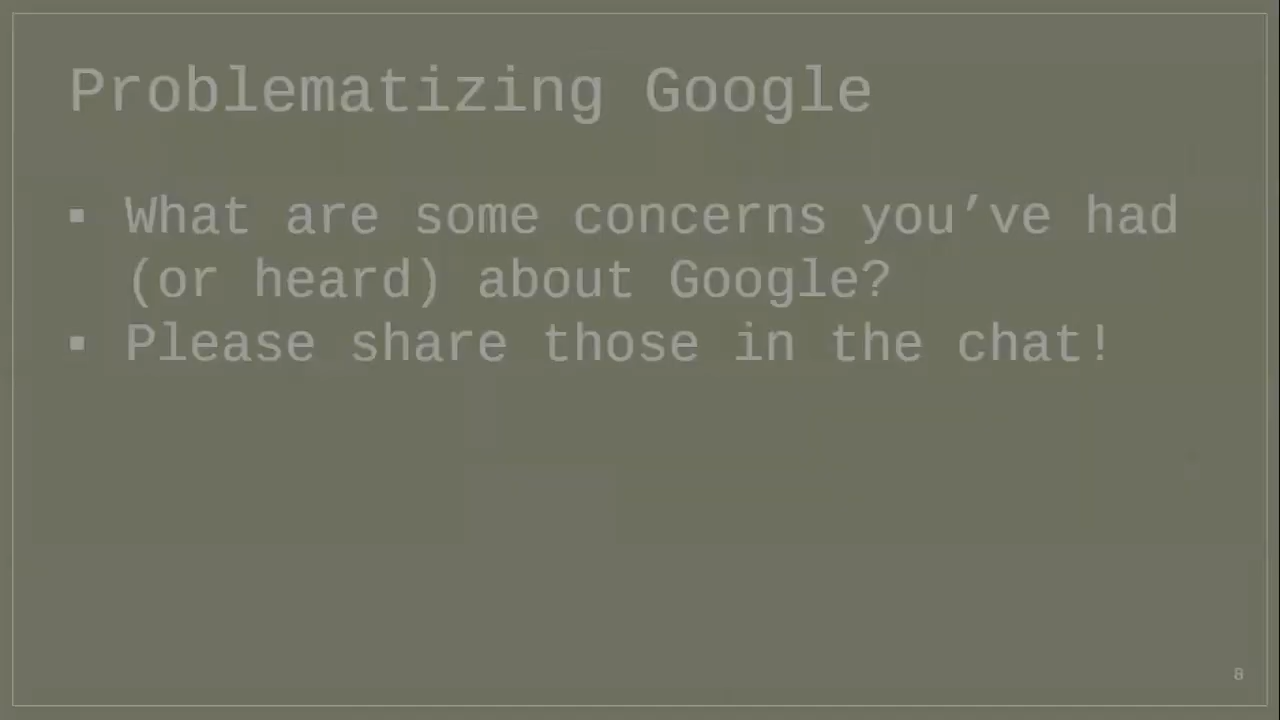 Problematizing Google
▪ What are some concerns you’ve had
(or heard) about Google?
▪ Please share those in the chat!
8